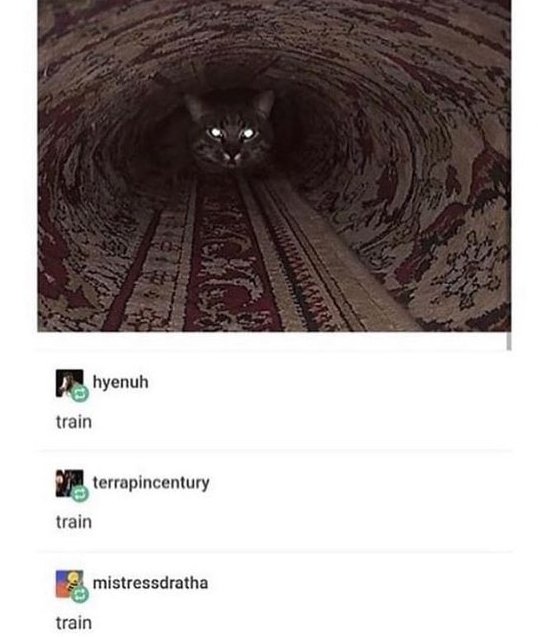 hyenuh
train
terrapincentury
train
mistressdratha
train